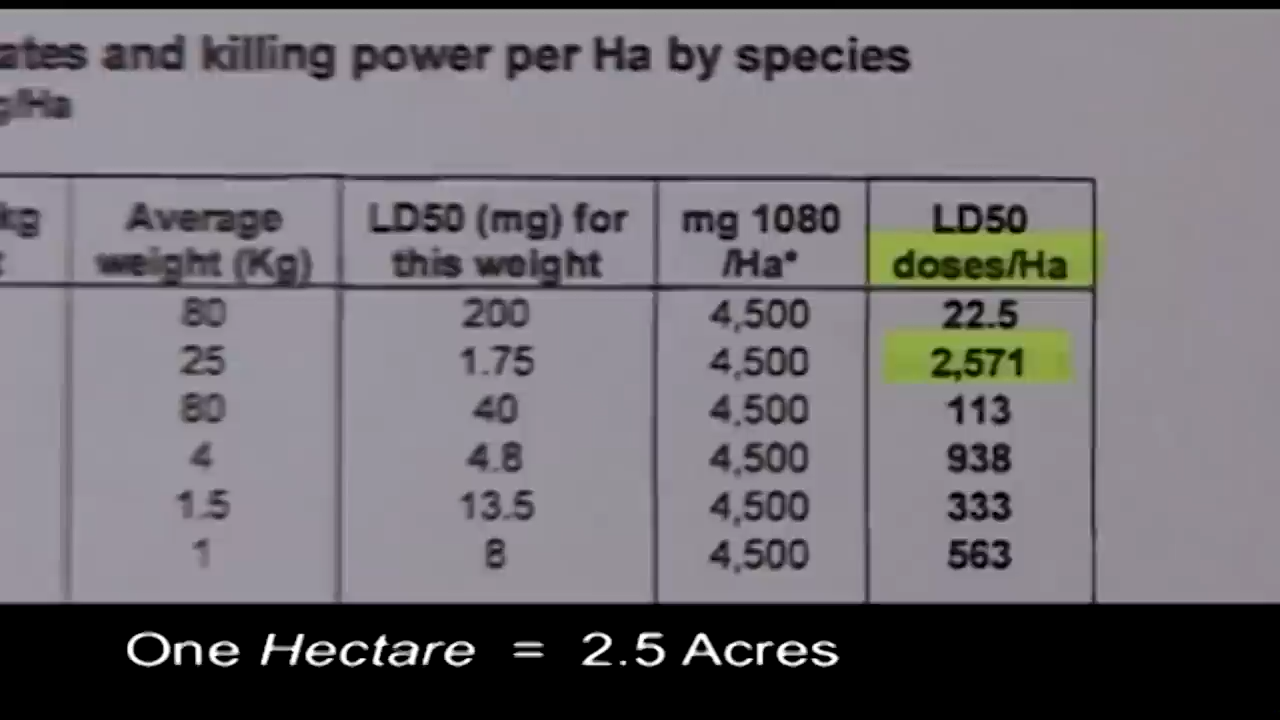 ates and killing power per Ha by species
g/Ha
kg Average LD50 (mg) for mg 1080 LD50
weight (Kg) this weight /Ha* doses/Ha
80 200 4,500 22.5
25 1.75 4,500 2,571
80 40 4,500 113
4 4.8 4,500 938
1.5 13.5 4,500 333
1 8 4,500 563
One Hectare = 2.5 Acres